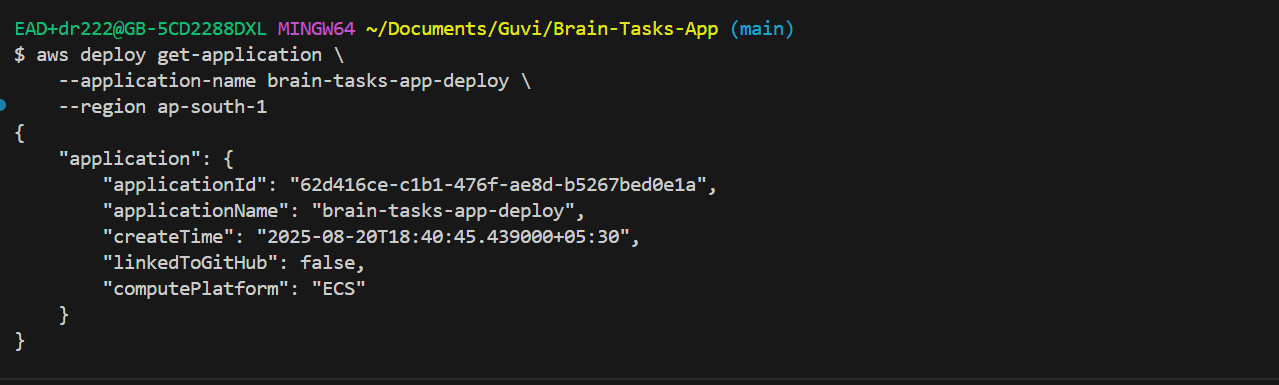 EAD+dr222@GB-5CD2288DXL MINGW64 ~/Documents/Guvi/Brain-Tasks-App (main)
$ aws deploy get-application \
    --application-name brain-tasks-app-deploy \
    --region ap-south-1
{
    "application": {
        "applicationId": "62d416ce-c1b1-476f-ae8d-b5267bed0e1a",
        "applicationName": "brain-tasks-app-deploy",
        "createTime": "2025-08-20T18:40:45.439000+05:30",
        "linkedToGitHub": false,
        "computePlatform": "ECS"
    }
}